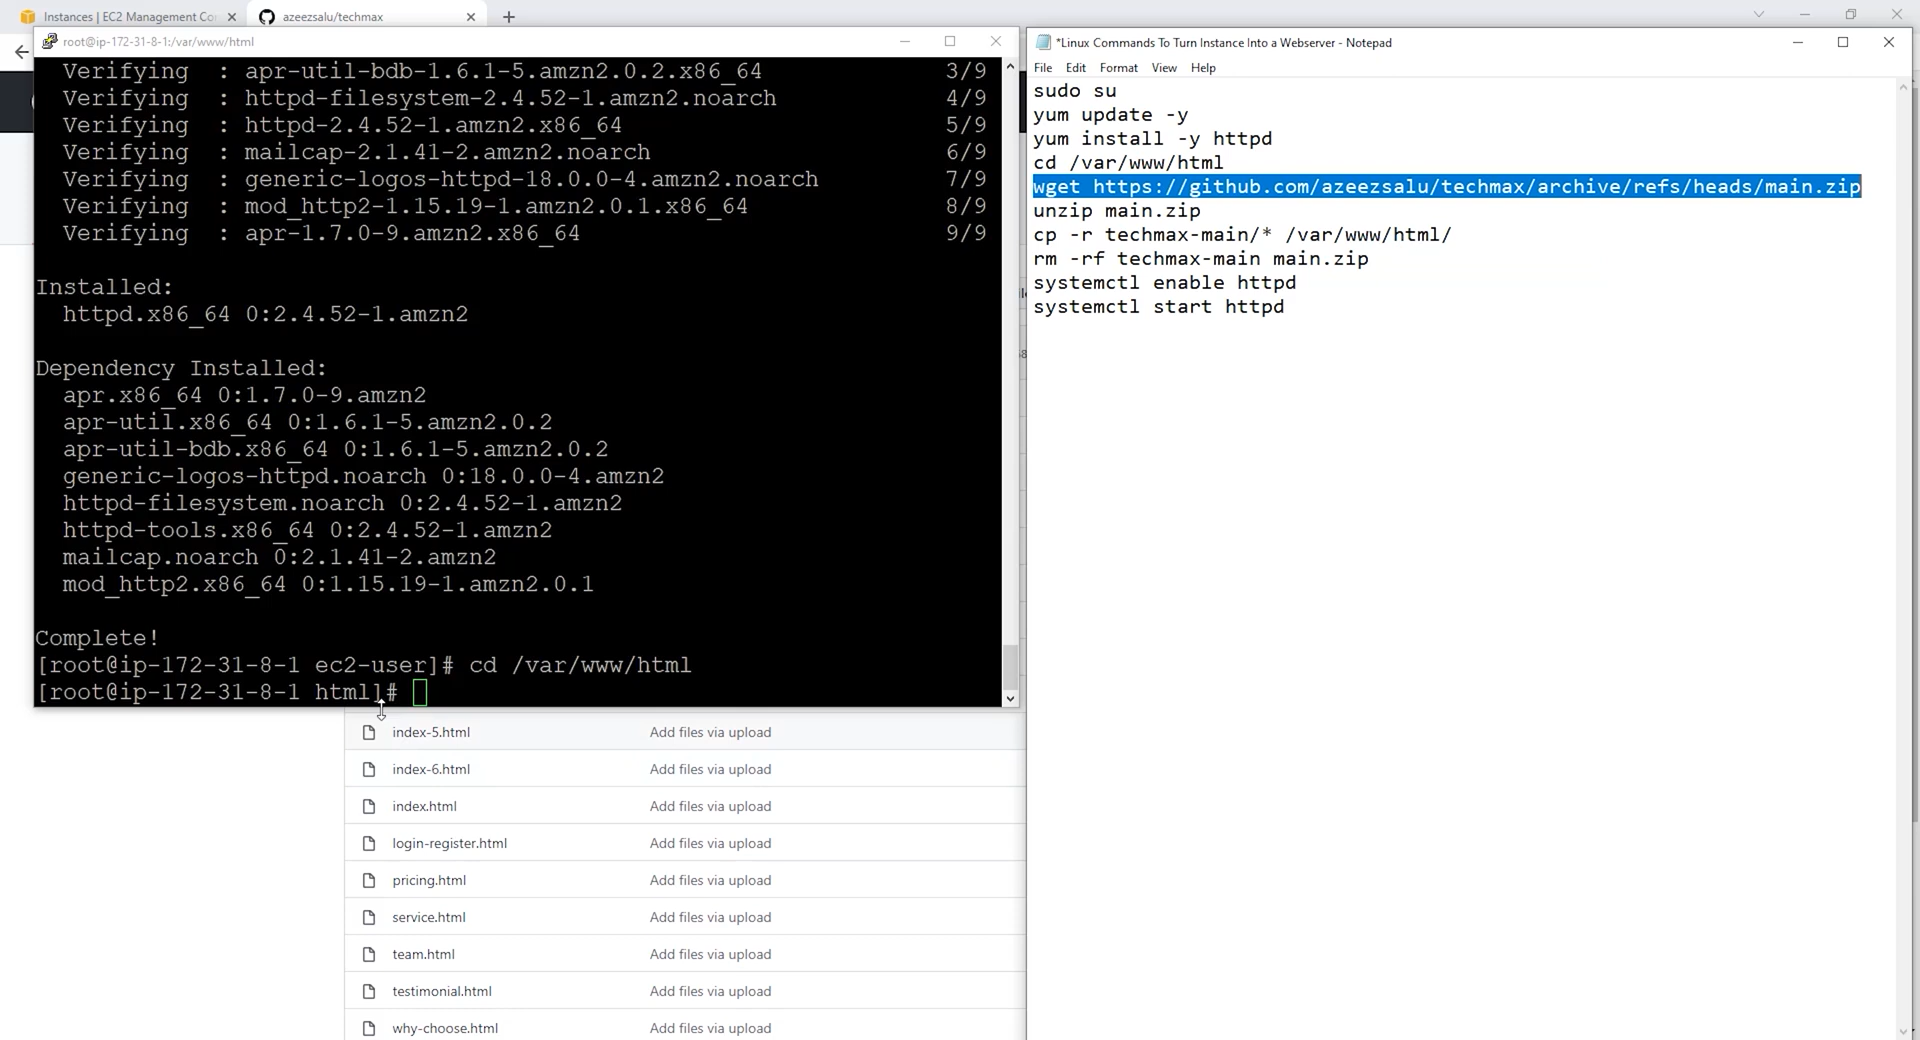 Instances | EC2 Management Co
azeezsalu/techmax
root@ip-172-31-8-1:/var/www/html
Verifying : apr-util-bdb-1.6.1-5.amzn2.0.2.x86_64 3/9
Verifying : httpd-filesystem-2.4.52-1.amzn2.noarch 4/9
Verifying : httpd-2.4.52-1.amzn2.x86_64 5/9
Verifying : mailcap-2.1.41-2.amzn2.noarch 6/9
Verifying : generic-logos-httpd-18.0.0-4.amzn2.noarch 7/9
Verifying : mod_http2-1.15.19-1.amzn2.0.1.x86_64 8/9
Verifying : apr-1.7.0-9.amzn2.x86_64 9/9
Installed:
httpd.x86_64 0:2.4.52-1.amzn2
Dependency Installed:
apr.x86_64 0:1.7.0-9.amzn2
apr-util.x86_64 0:1.6.1-5.amzn2.0.2
apr-util-bdb.x86_64 0:1.6.1-5.amzn2.0.2
generic-logos-httpd.noarch 0:18.0.0-4.amzn2
httpd-filesystem.noarch 0:2.4.52-1.amzn2
httpd-tools.x86_64 0:2.4.52-1.amzn2
mailcap.noarch 0:2.1.41-2.amzn2
mod_http2.x86_64 0:1.15.19-1.amzn2.0.1
Complete!
[root@ip-172-31-8-1 ec2-user]# cd /var/www/html
[root@ip-172-31-8-1 html]#
index-5.html Add files via upload
index-6.html Add files via upload
index.html Add files via upload
login-register.html Add files via upload
pricing.html Add files via upload
service.html Add files via upload
team.html Add files via upload
testimonial.html Add files via upload
why-choose.html Add files via upload
*Linux Commands To Turn Instance Into a Webserver - Notepad
File Edit Format View Help
sudo su
yum update -y
yum install -y httpd
cd /var/www/html
wget https://github.com/azeezsalu/techmax/archive/refs/heads/main.zip
unzip main.zip
cp -r techmax-main/* /var/www/html/
rm -rf techmax-main main.zip
systemctl enable httpd
systemctl start httpd